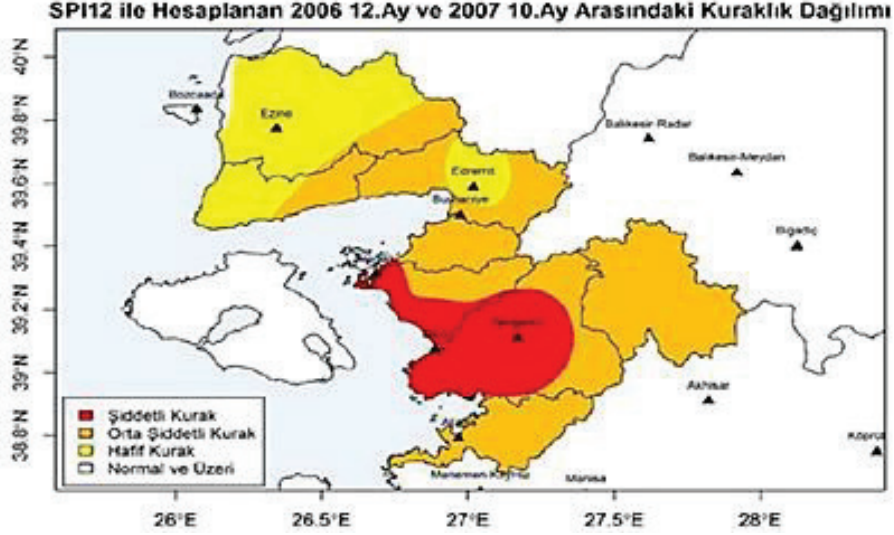 SPI12 ile Hesaplanan 2006 12.Ay ve 2007 10.Ay Arasındaki Kuraklık Dağılımı
40°N
39.8°N
39.6°N
39.4°N
39.2°N
39°N
38.8°N
Bozcaada
Ezine
Balıkesir-Radar
Balıkesir-Meydan
Edremit
Burhaniye
Bigadiç
Akhisar
Manisa
Şiddetli Kurak
Orta Şiddetli Kurak
Hafif Kurak
Normal ve Üzeri
26°E
26.5°E
27°E
27.5°E
28°E